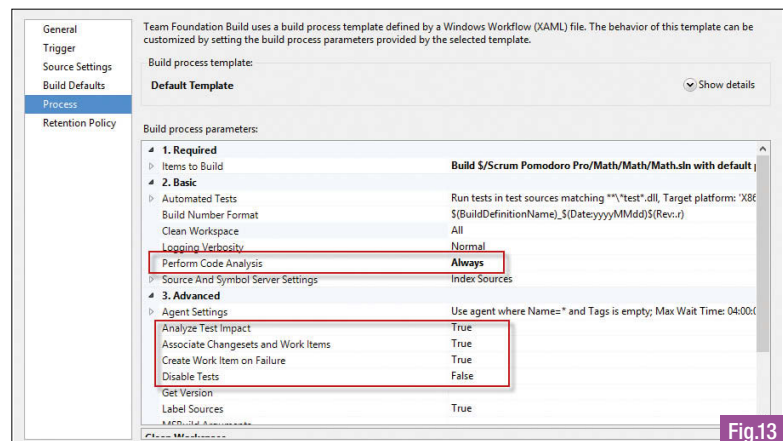 General
Trigger
Source Settings
Build Defaults
Process
Retention Policy
Team Foundation Build uses a build process template defined by a Windows Workflow (XAML) file. The behavior of this template can be
customized by setting the build process parameters provided by the selected template.
Build process template:
Default Template
Show details
Build process parameters:
1. Required
Items to Build Build $/Scrum Pomodoro Pro/Math/Math/Math.sln with default
2. Basic
Automated Tests Run tests in test sources matching **\*test*.dll, Target platform: 'X86
Build Number Format $(BuildDefinitionName)_$(Date:yyyyMMdd)$(Rev:.r)
Clean Workspace All
Logging Verbosity Normal
Perform Code Analysis Always
Source And Symbol Server Settings Index Sources
3. Advanced
Agent Settings Use agent where Name=* and Tags is empty; Max Wait Time: 04:00:0
Analyze Test Impact True
Associate Changesets and Work Items True
Create Work Item on Failure True
Disable Tests False
Get Version
Label Sources True
MSBuild Arguments
Clean Workspace
Fig.13